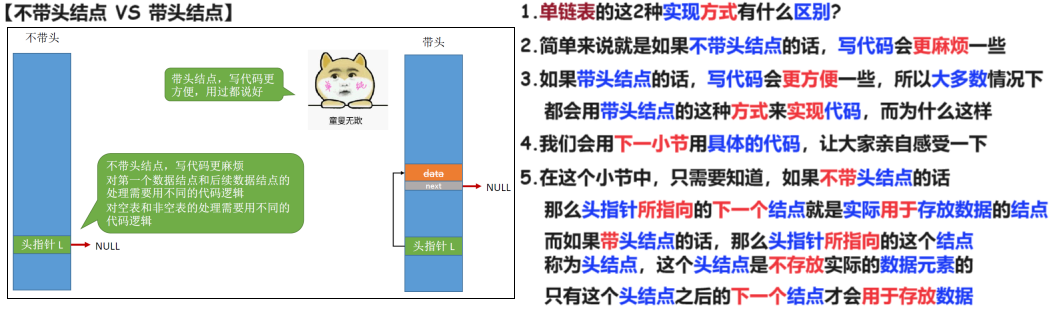 【不带头结点 VS 带头结点】
不带头
带头
带头结点，写代码更
方便，用过都说好
童叟无欺
不带头结点，写代码更麻烦
对第一个数据结点和后续数据结点的
处理需要用不同的代码逻辑
对空表和非空表的处理需要用不同的
代码逻辑
头指针 L
NULL
data
next
NULL
头指针 L
1.单链表的这2种实现方式有什么区别?
2.简单来说就是如果不带头结点的话，写代码会更麻烦一些
3.如果带头结点的话，写代码会更方便一些，所以大多数情况下
都会用带头结点的这种方式来实现代码，而为什么这样
4.我们会用下一小节用具体的代码，让大家亲自感受一下
5.在这个小节中，只需要知道，如果不带头结点的话
那么头指针所指向的下一个结点就是实际用于存放数据的结点
而如果带头结点的话，那么头指针所指向的这个结点
称为头结点，这个头结点是不存放实际的数据元素的
只有这个头结点之后的下一个结点才会用于存放数据